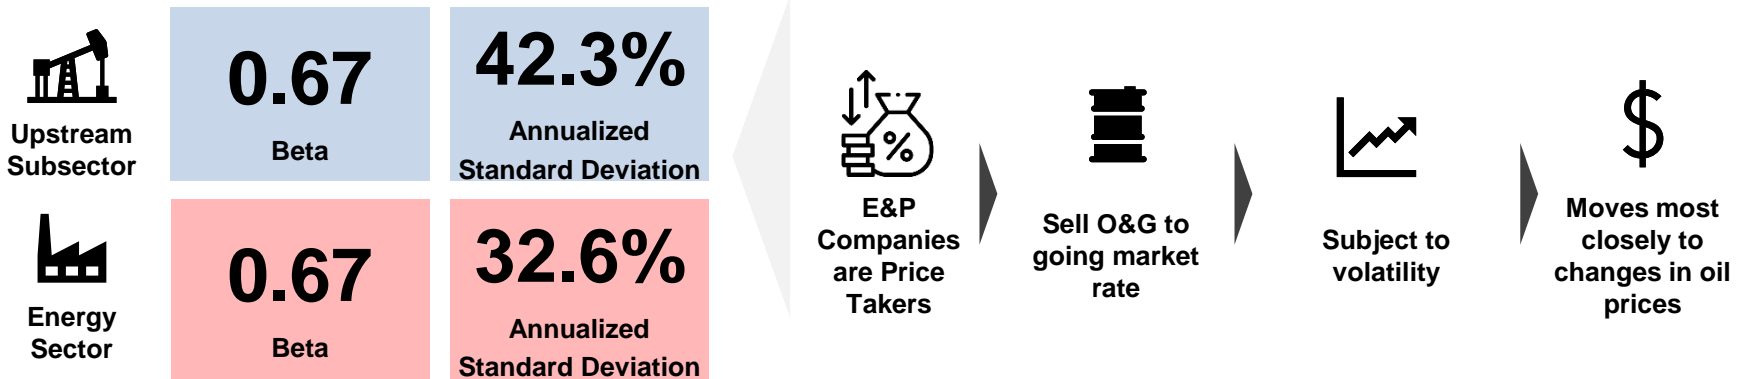 Upstream
Subsector
0.67
Beta
42.3%
Annualized
Standard Deviation
Energy
Sector
0.67
Beta
32.6%
Annualized
Standard Deviation
%
E&P
Companies
are Price
Takers
Sell O&G to
going market
rate
Subject to
volatility
$
Moves most
closely to
changes in oil
prices